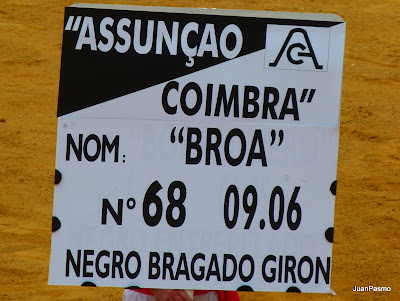 "ASSUNÇAO
COIMBRA"
NOM: "BROA"
Nº 68 09.06
NEGRO BRAGADO GIRON
JuanPasmo